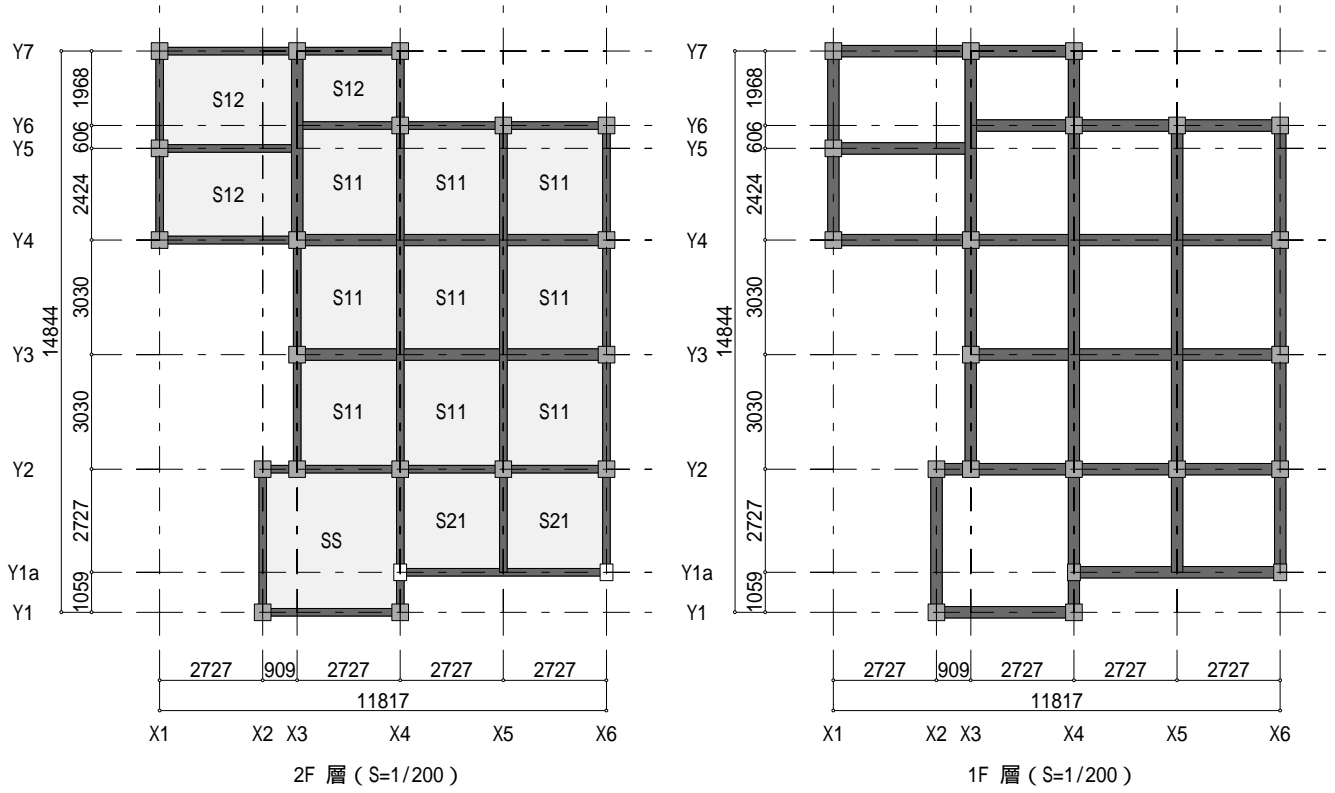 Y7
Y6
Y5
Y4
Y3
Y2
Y1a
Y1
14844
1968
606
2424
3030
3030
2727
1059
S12
S12
S12
S11
S11
S11
S11
S11
S11
S11
S11
S11
SS
S21
S21
2727
909
2727
2727
2727
11817
X1
X2
X3
X4
X5
X6
2F 層（S=1/200）
Y7
Y6
Y5
Y4
Y3
Y2
Y1a
Y1
14844
1968
606
2424
3030
3030
2727
1059
2727
909
2727
2727
2727
11817
X1
X2
X3
X4
X5
X6
1F 層（S=1/200）